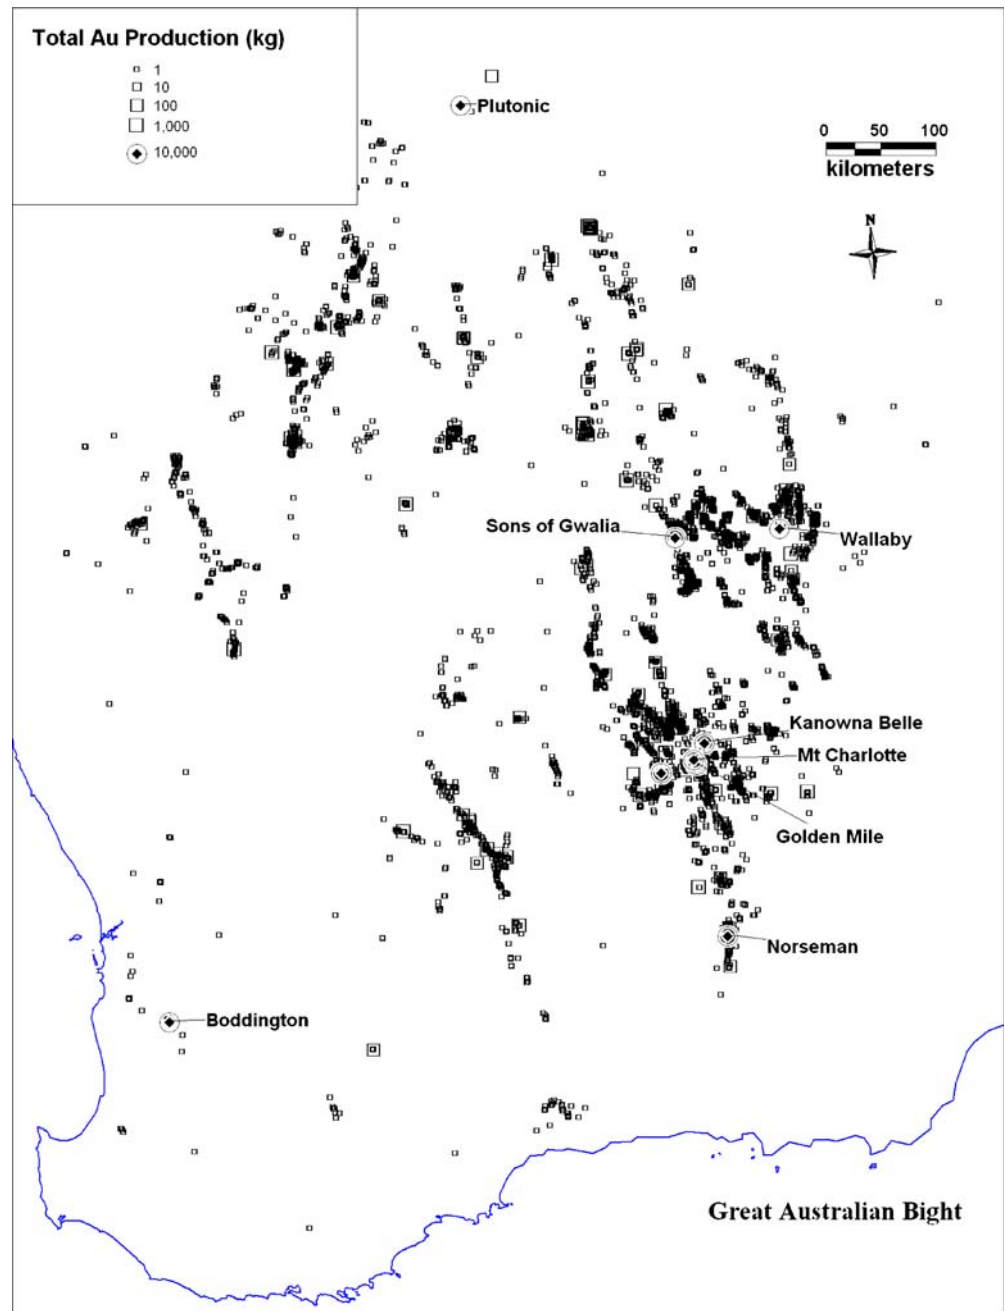 Total Au Production (kg)
1
10
100
1,000
10,000
Plutonic
0 50 100
kilometers
N
Sons of Gwalia
Wallaby
Kanowna Belle
Mt Charlotte
Golden Mile
Norseman
Boddington
Great Australian Bight